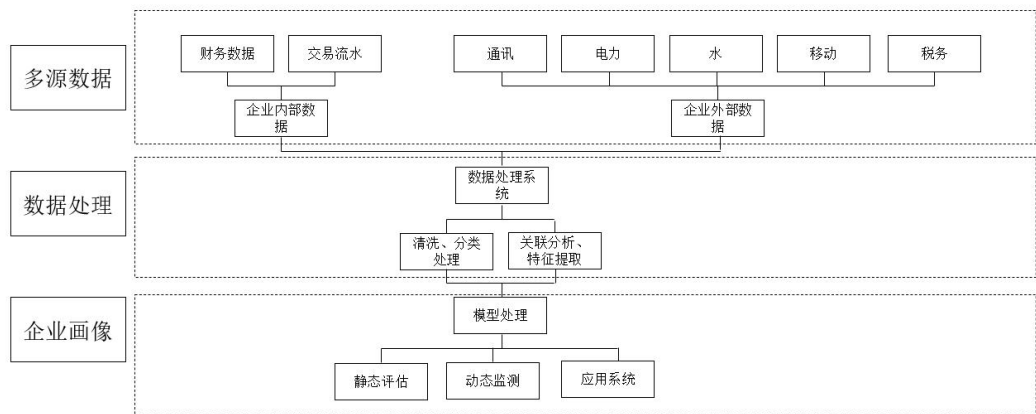 多源数据
财务数据
交易流水
通讯
电力
水
移动
税务
企业内部数
据
企业外部数
据
数据处理
数据处理系
统
清洗、分类
处理
关联分析、
特征提取
企业画像
模型处理
静态评估
动态监测
应用系统